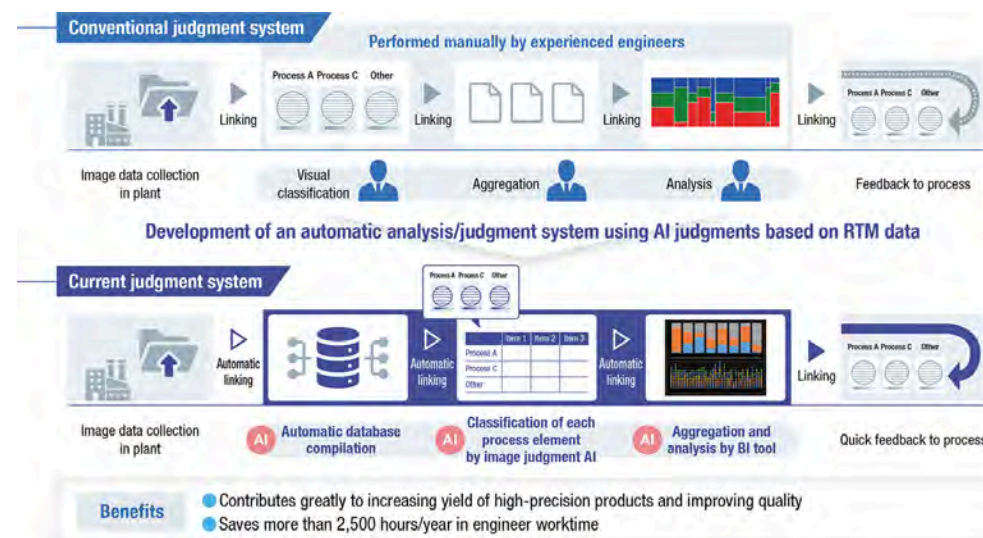 Conventional judgment system
Performed manually by experienced engineers
Process A Process C Other
Linking
Linking
Linking
Linking
Process A Process C Other
Image data collection
in plant
Visual
classification
Aggregation
Analysis
Feedback to process
Development of an automatic analysis/judgment system using AI judgments based on RTM data
Current judgment system
Process A Process C Other
Automatic
linking
Automatic
linking
Item 1 Item 2 Item 3
Process A
Process C
Other
Automatic
linking
Linking
Process A Process C Other
Image data collection
in plant
AI
Automatic database
compilation
AI
Classification of each
process element
by image judgment AI
AI
Aggregation and
analysis by BI tool
Quick feedback to process
Benefits
Contributes greatly to increasing yield of high-precision products and improving quality
Saves more than 2,500 hours/year in engineer worktime